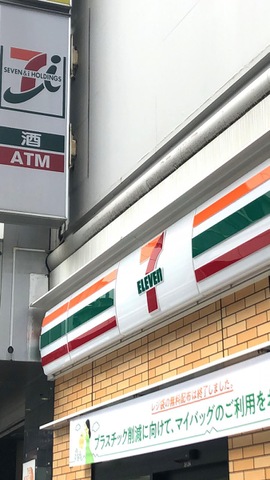 7i
SEVEN & i HOLDINGS
酒
ATM
7
ELEVEN
レジ袋の無料配布は終了しました。
プラスチック削減に向けて、マイバッグのご利用をお